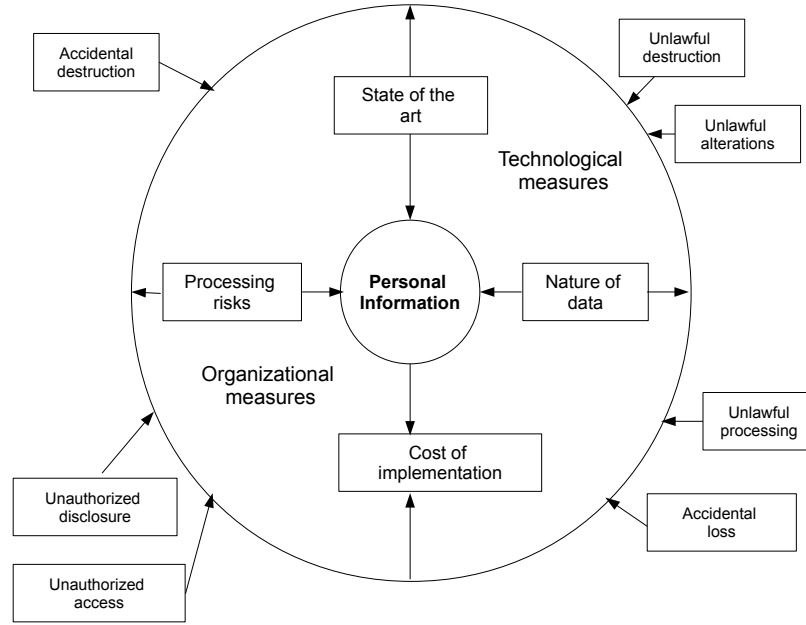 Accidental
destruction
Unlawful
destruction
State of the
art
Unlawful
alterations
Technological
measures
Processing
risks
Personal
Information
Nature of
data
Organizational
measures
Unlawful
processing
Cost of
implementation
Unauthorized
disclosure
Accidental
loss
Unauthorized
access